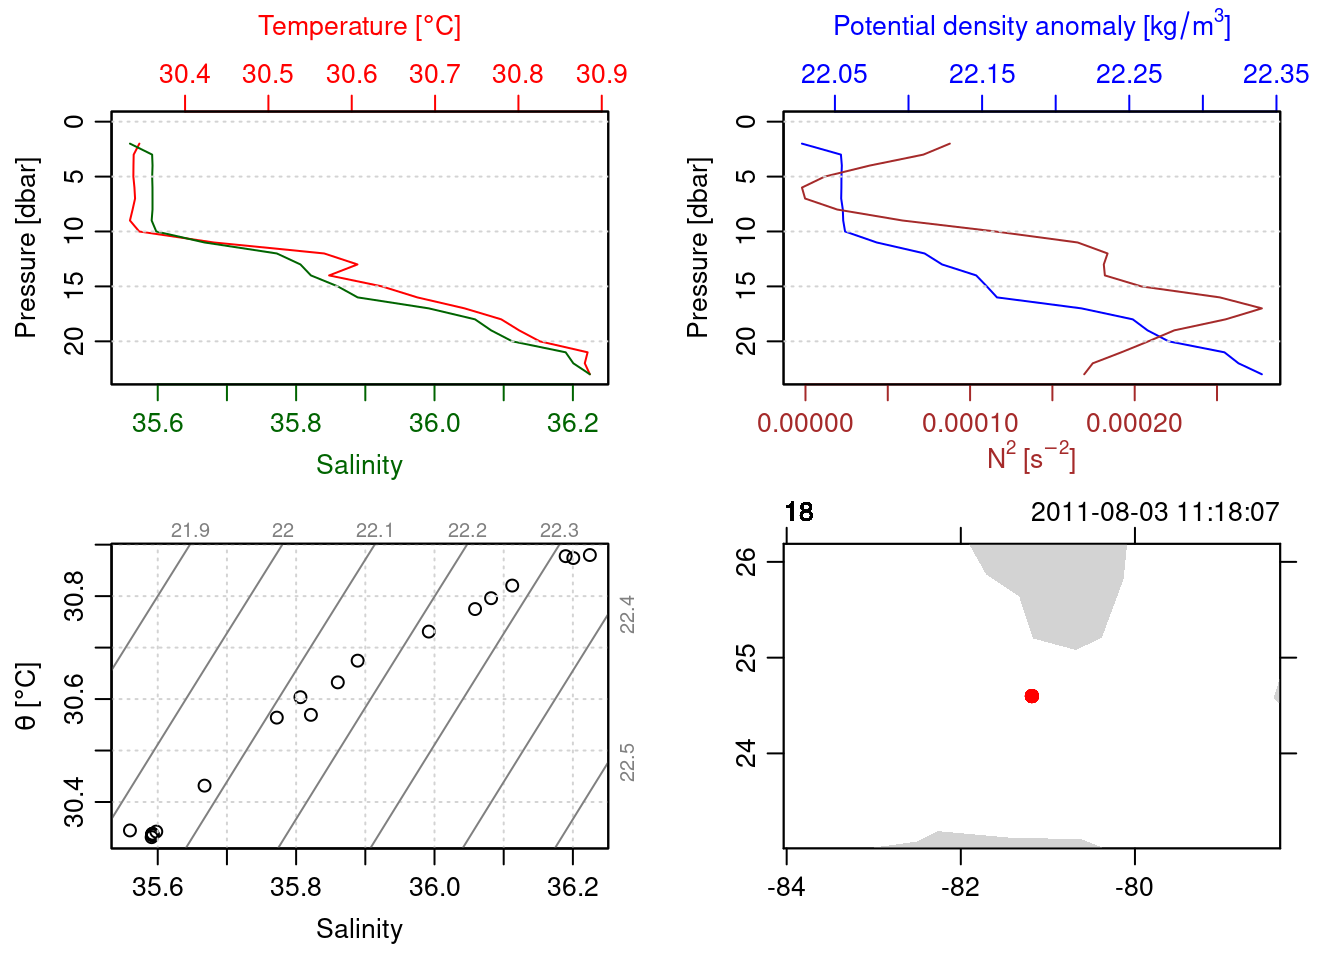 Temperature [°C]
30.4 30.5 30.6 30.7 30.8 30.9
Pressure [dbar]
0
5
10
15
20
35.6 35.8 36.0 36.2
Salinity
Potential density anomaly [kg/m³]
22.05 22.15 22.25 22.35
Pressure [dbar]
0
5
10
15
20
0.00000 0.00010 0.00020
N² [s⁻²]
21.9 22 22.1 22.2 22.3
22.4
22.5
θ [°C]
30.8
30.6
30.4
35.6 35.8 36.0 36.2
Salinity
18 2011-08-03 11:18:07
26
25
24
-84 -82 -80